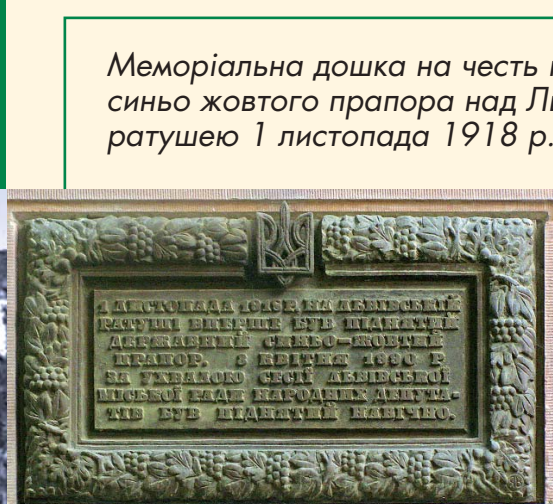 Меморіальна дошка на честь
синьо жовтого прапора над
ратушею 1 листопада 1918 р.
1 ЛИСТОПАДА 1918 Р. НА ЛЬВІВСЬКІЙ
РАТУШІ ВПЕРШЕ БУВ ПІДНЯТИЙ
ДЕРЖАВНИЙ СИНЬО-ЖОВТИЙ
ПРАПОР. 3 КВІТНЯ 1990 Р.
ЗА УХВАЛОЮ СЕСІЇ ЛЬВІВСЬКОЇ
МІСЬКОЇ РАДИ НАРОДНИХ ДЕПУТА-
ТІВ БУВ ПІДНЯТИЙ НАВІЧНО.